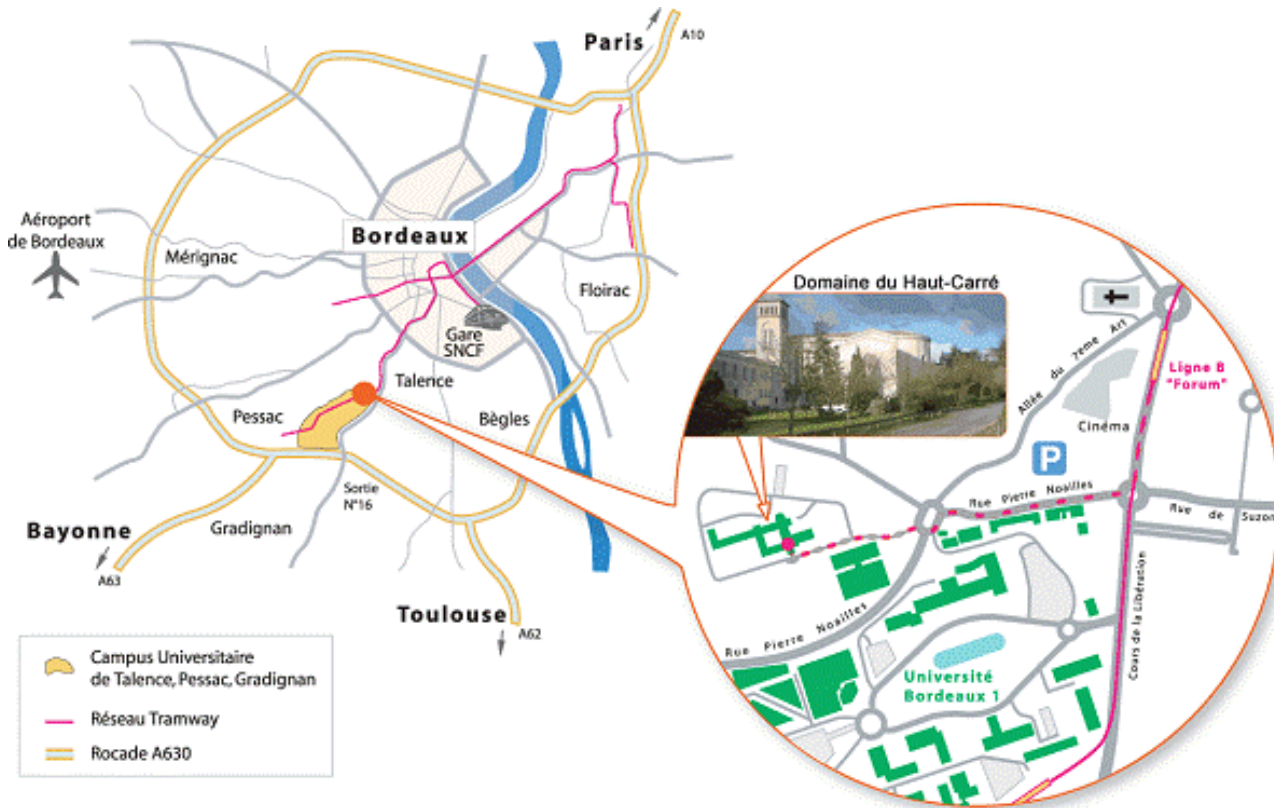 Paris
A10
Aéroport
de Bordeaux
Mérignac
Bordeaux
Floirac
Gare
SNCF
Talence
Pessac
Bègles
Sortie
N°16
Bayonne
Gradignan
A63
Toulouse
A62
Campus Universitaire
de Talence, Pessac, Gradignan
Réseau Tramway
Rocade A630
Domaine du Haut-Carré
Allée du 7eme Art
Ligne B
"Forum"
Cinéma
P
Rue Pierre Noailles
Rue de Suzon
Rue Pierre Noailles
Cours de la Libération
Université
Bordeaux 1